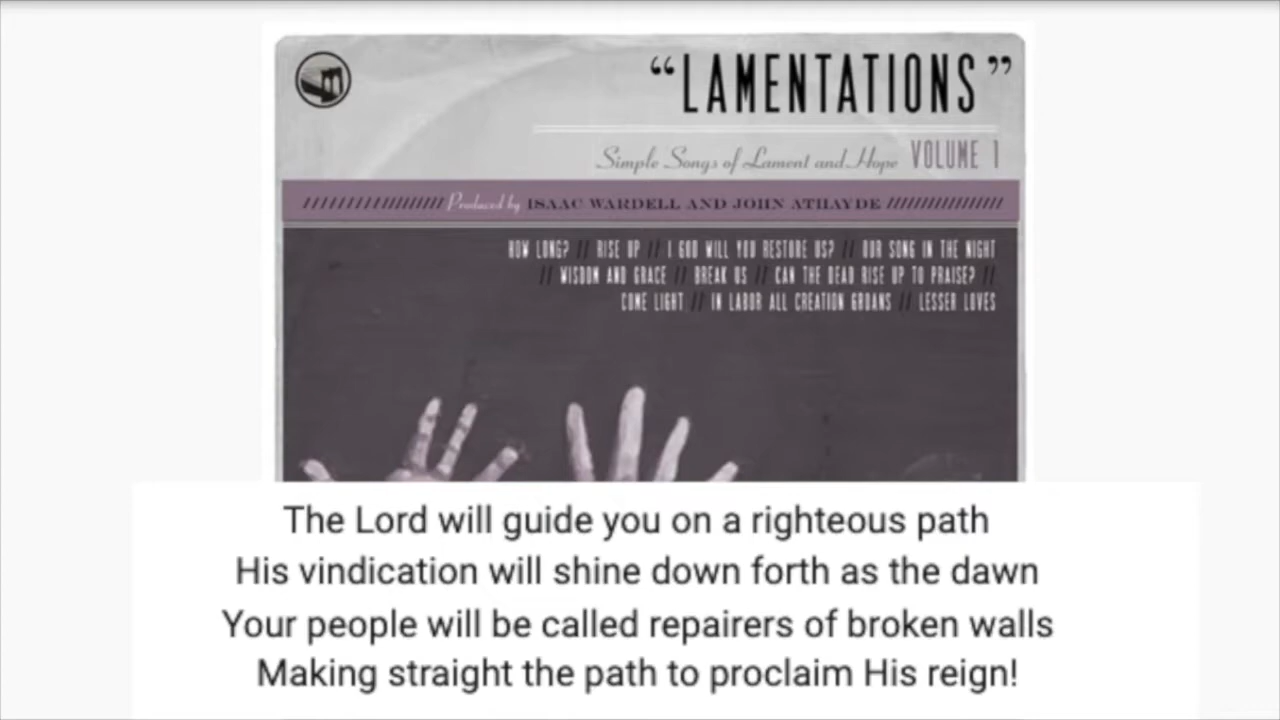 “LAMENTATIONS”
Simple Songs of Lament and Hope VOLUME 1
Produced by ISAAC WARDELL AND JOHN ATHAYDE
HOW LONG? // RISE UP // O GOD WILL YOU RESTORE US? // OUR SONG IN THE NIGHT
// WISDOM AND GRACE // BREAK US // CAN THE DEAD RISE UP TO PRAISE? //
COME LIGHT // IN LABOR ALL CREATION GROANS // LESSER LOVES
The Lord will guide you on a righteous path
His vindication will shine down forth as the dawn
Your people will be called repairers of broken walls
Making straight the path to proclaim His reign!